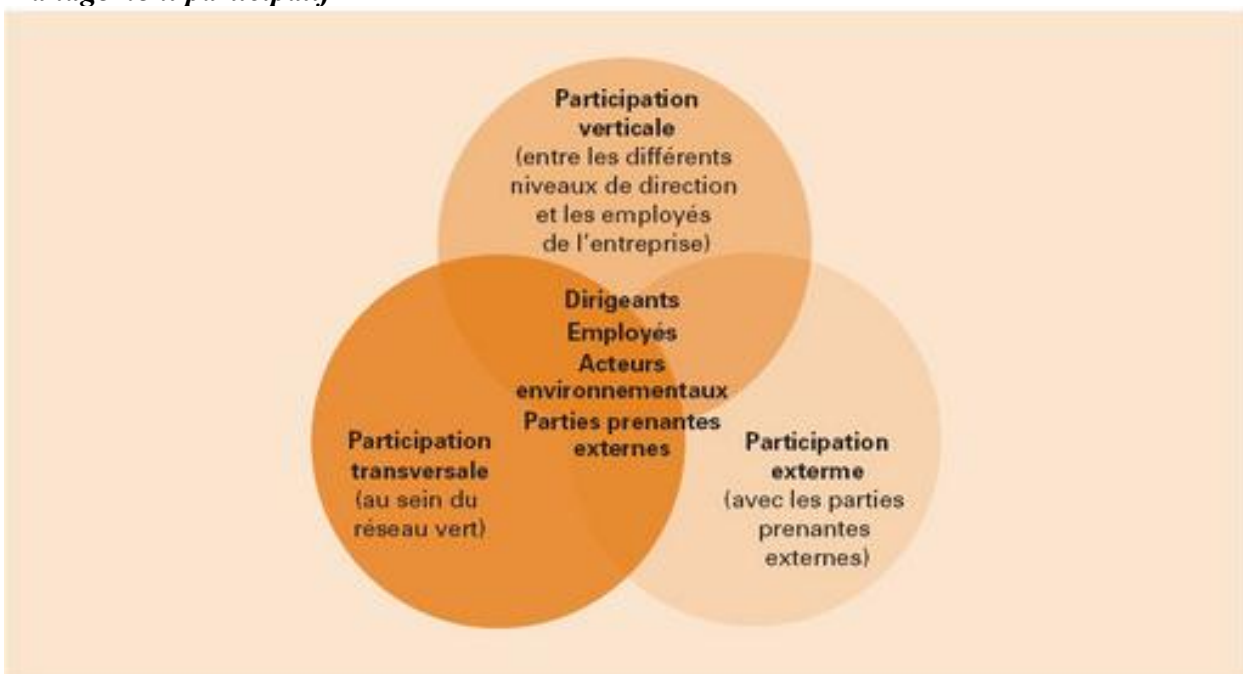 Participation
verticale
(entre les différents
niveaux de direction
et les employés
de l'entreprise)
Dirigeants
Employés
Acteurs
environnementaux
Parties prenantes
externes
Participation
transversale
(au sein du
réseau vert)
Participation
exterme
(avec les parties
prenantes
externes)